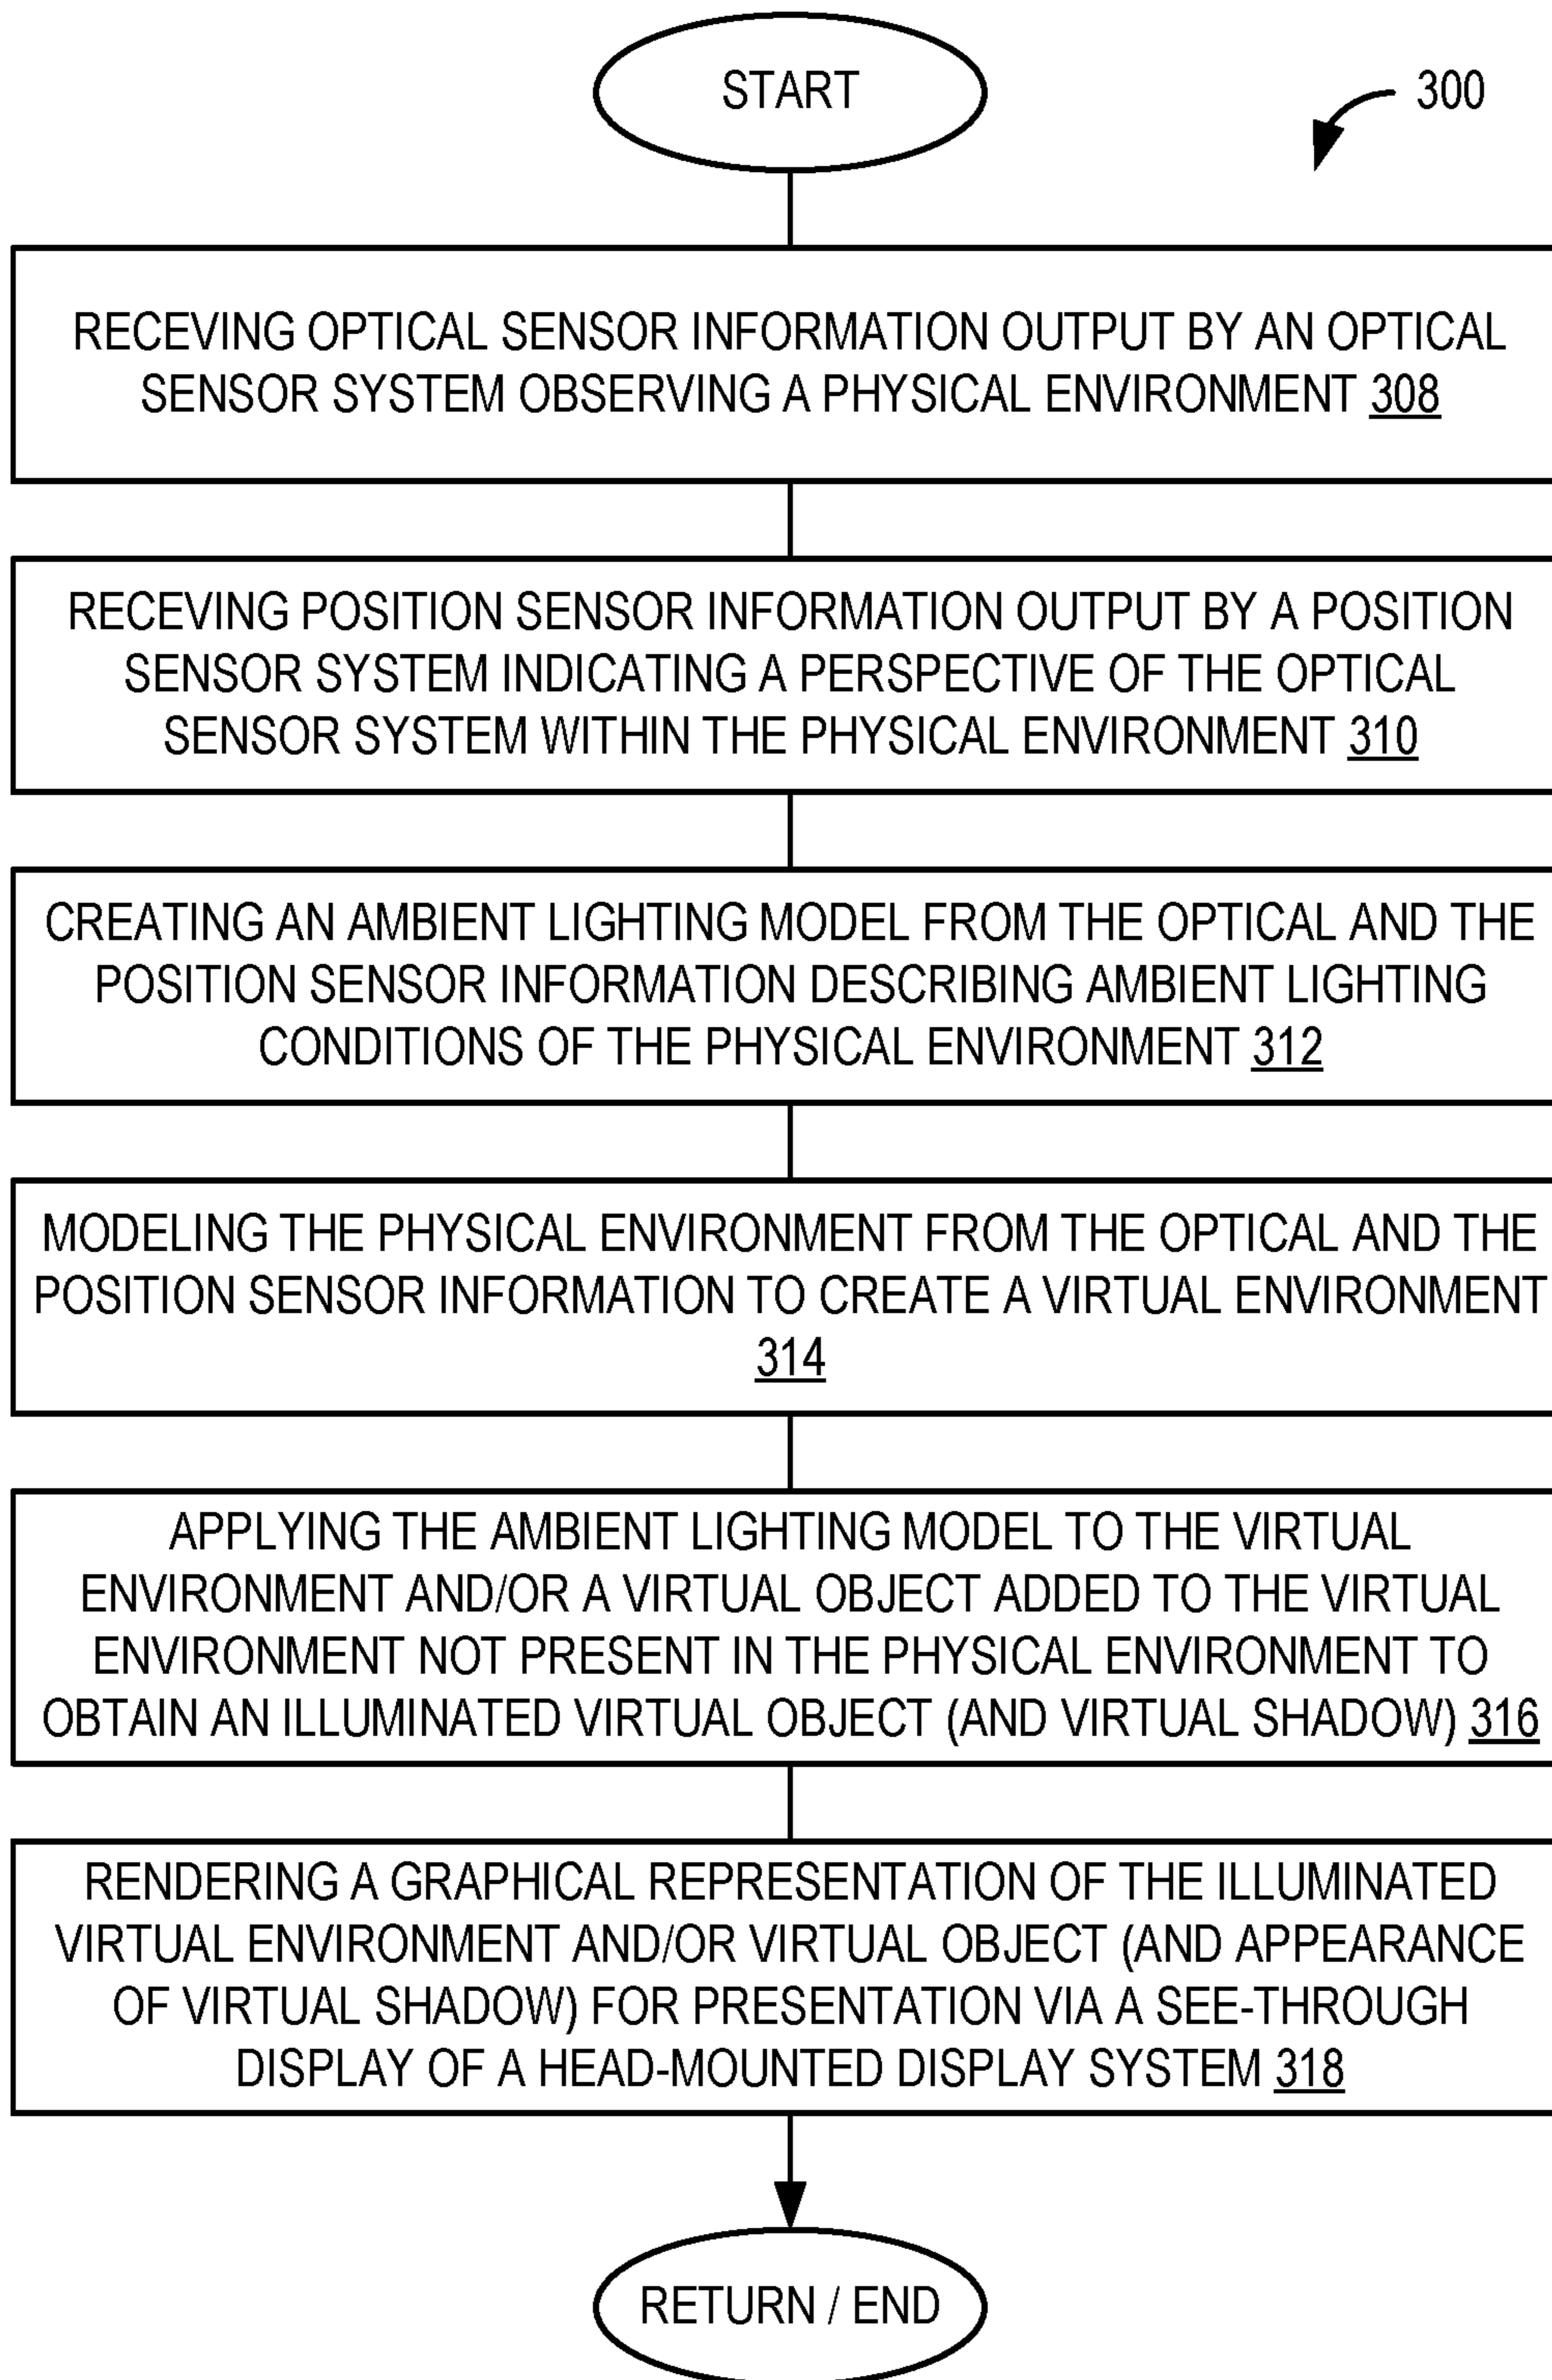 START
300
RECEVING OPTICAL SENSOR INFORMATION OUTPUT BY AN OPTICAL
SENSOR SYSTEM OBSERVING A PHYSICAL ENVIRONMENT 308
RECEVING POSITION SENSOR INFORMATION OUTPUT BY A POSITION
SENSOR SYSTEM INDICATING A PERSPECTIVE OF THE OPTICAL
SENSOR SYSTEM WITHIN THE PHYSICAL ENVIRONMENT 310
CREATING AN AMBIENT LIGHTING MODEL FROM THE OPTICAL AND THE
POSITION SENSOR INFORMATION DESCRIBING AMBIENT LIGHTING
CONDITIONS OF THE PHYSICAL ENVIRONMENT 312
MODELING THE PHYSICAL ENVIRONMENT FROM THE OPTICAL AND THE
POSITION SENSOR INFORMATION TO CREATE A VIRTUAL ENVIRONMENT
314
APPLYING THE AMBIENT LIGHTING MODEL TO THE VIRTUAL
ENVIRONMENT AND/OR A VIRTUAL OBJECT ADDED TO THE VIRTUAL
ENVIRONMENT NOT PRESENT IN THE PHYSICAL ENVIRONMENT TO
OBTAIN AN ILLUMINATED VIRTUAL OBJECT (AND VIRTUAL SHADOW) 316
RENDERING A GRAPHICAL REPRESENTATION OF THE ILLUMINATED
VIRTUAL ENVIRONMENT AND/OR VIRTUAL OBJECT (AND APPEARANCE
OF VIRTUAL SHADOW) FOR PRESENTATION VIA A SEE-THROUGH
DISPLAY OF A HEAD-MOUNTED DISPLAY SYSTEM 318
RETURN / END